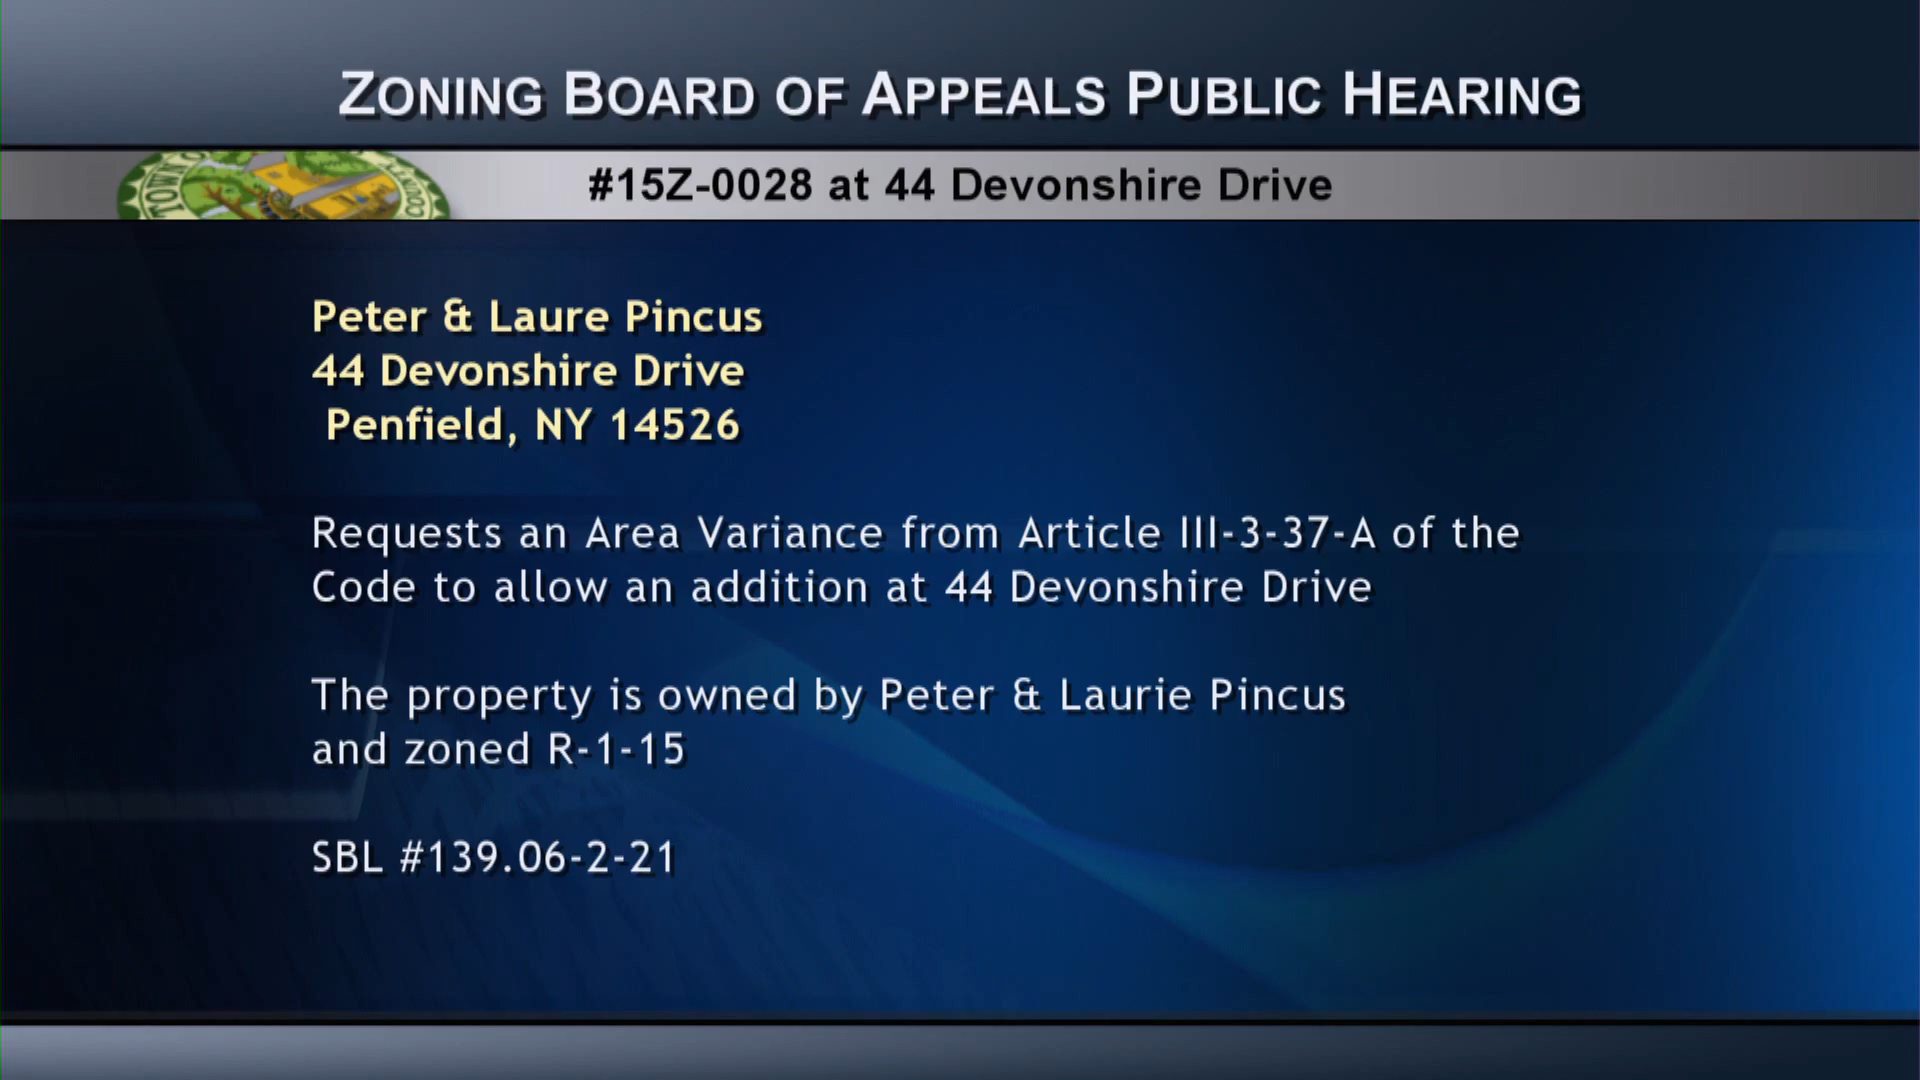 ZONING BOARD OF APPEALS PUBLIC HEARING
TOWN O
#15Z-0028 at 44 Devonshire Drive
Peter & Laure Pincus
44 Devonshire Drive
Penfield, NY 14526
Requests an Area Variance from Article III-3-37-A of the
Code to allow an addition at 44 Devonshire Drive
The property is owned by Peter & Laurie Pincus
and zoned R-1-15
SBL #139.06-2-21